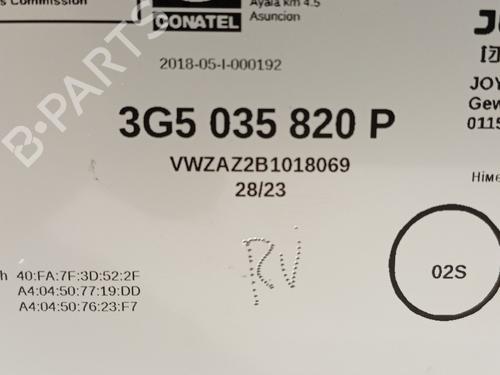 s Commission
CONATEL
Ayala km 4.5
Asuncion
2018-05-I-000192
JOY
Gew
0115
3G5 035 820 P
VWZAZ2B1018069
28/23
Німе
RV
02S
h 40:FA:7F:3D:52:2F
A4:04:50:77:19:DD
A4:04:50:76:23:F7
B-PARTS